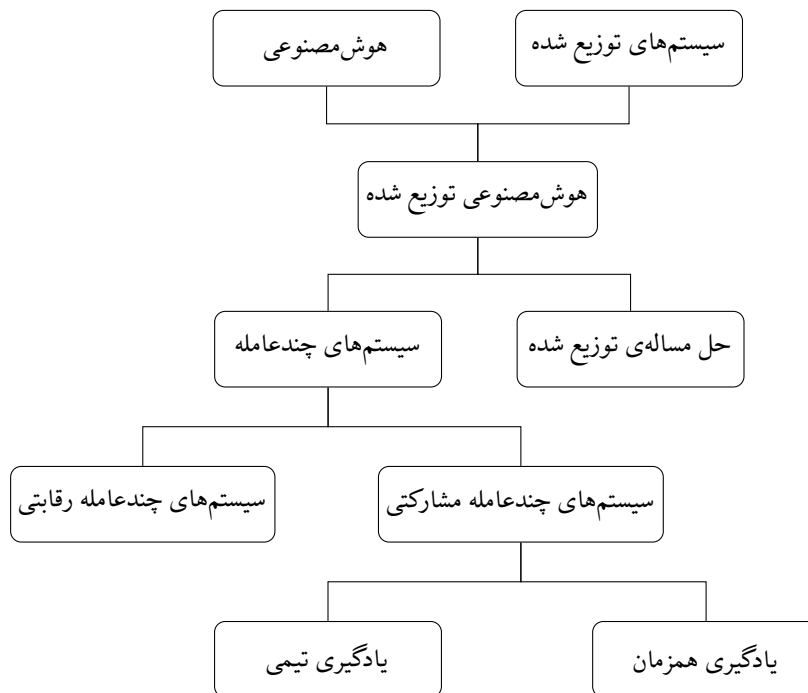 سیستم‌های توزیع شده
هوش‌مصنوعی
هوش‌مصنوعی توزیع شده
حل مساله‌ی توزیع شده
سیستم‌های چندعامله
سیستم‌های چندعامله مشارکتی
سیستم‌های چندعامله رقابتی
یادگیری همزمان
یادگیری تیمی